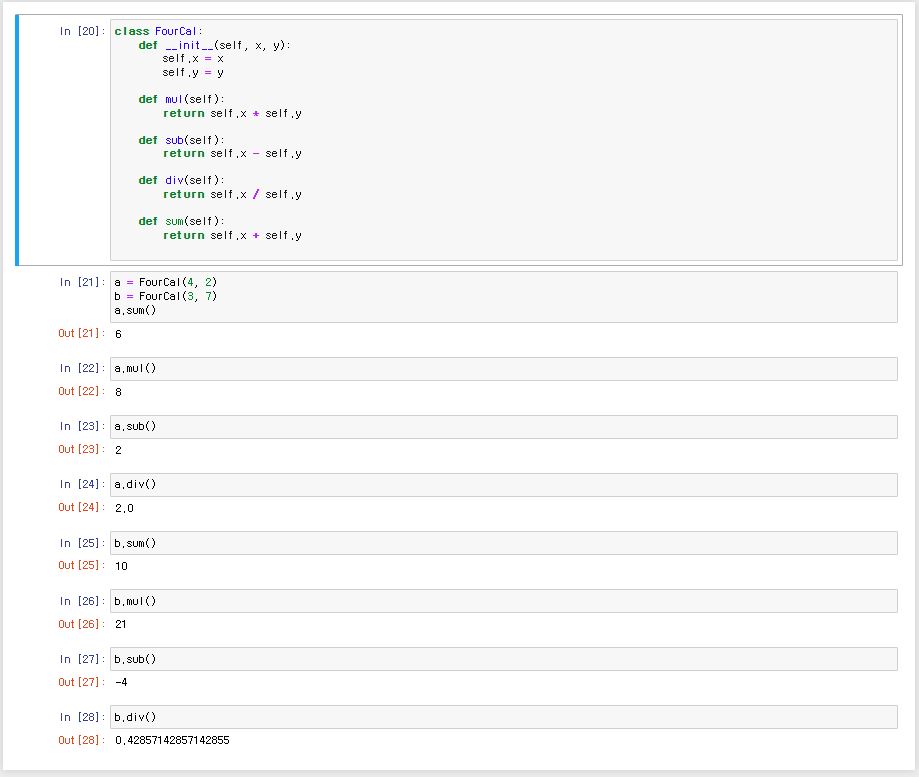 In [20]: class FourCal:
    def __init__(self, x, y):
        self.x = x
        self.y = y

    def mul(self):
        return self.x * self.y

    def sub(self):
        return self.x - self.y

    def div(self):
        return self.x / self.y

    def sum(self):
        return self.x + self.y

In [21]: a = FourCal(4, 2)
b = FourCal(3, 7)
a.sum()
Out[21]: 6
In [22]: a.mul()
Out[22]: 8
In [23]: a.sub()
Out[23]: 2
In [24]: a.div()
Out[24]: 2.0
In [25]: b.sum()
Out[25]: 10
In [26]: b.mul()
Out[26]: 21
In [27]: b.sub()
Out[27]: -4
In [28]: b.div()
Out[28]: 0.42857142857142855